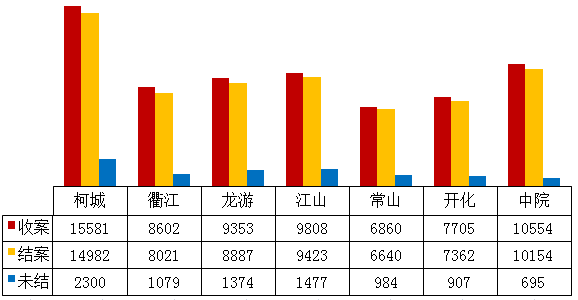 柯城 衢江 龙游 江山 常山 开化 中院
收案 15581 8602 9353 9808 6860 7705 10554
结案 14982 8021 8887 9423 6640 7362 10154
未结 2300 1079 1374 1477 984 907 695